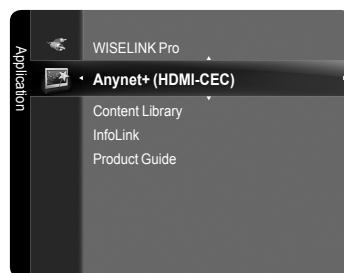 Application
WISELINK Pro
Anynet+ (HDMI-CEC)
Content Library
InfoLink
Product Guide